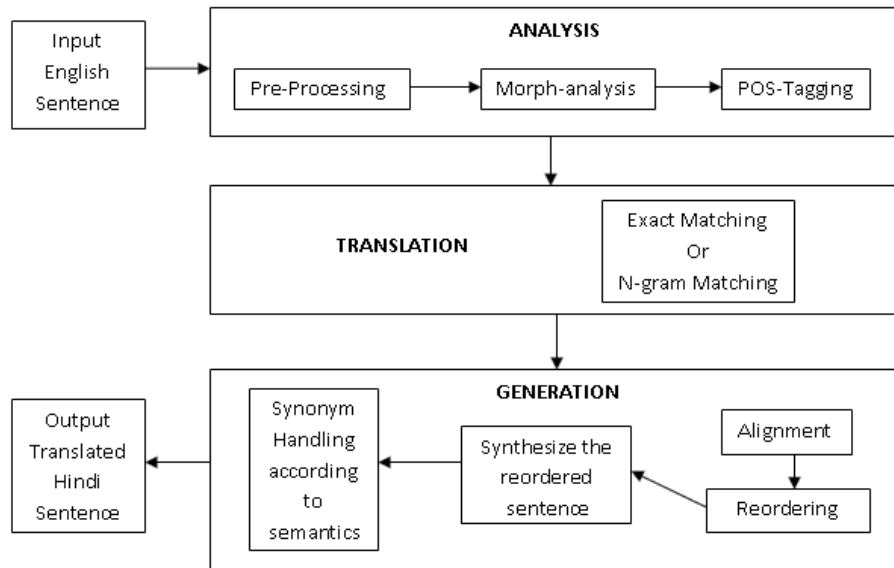 Input
English
Sentence
ANALYSIS
Pre-Processing
Morph-analysis
POS-Tagging
TRANSLATION
Exact Matching
Or
N-gram Matching
GENERATION
Alignment
Reordering
Synthesize the
reordered
sentence
Synonym
Handling
according
to
semantics
Output
Translated
Hindi
Sentence